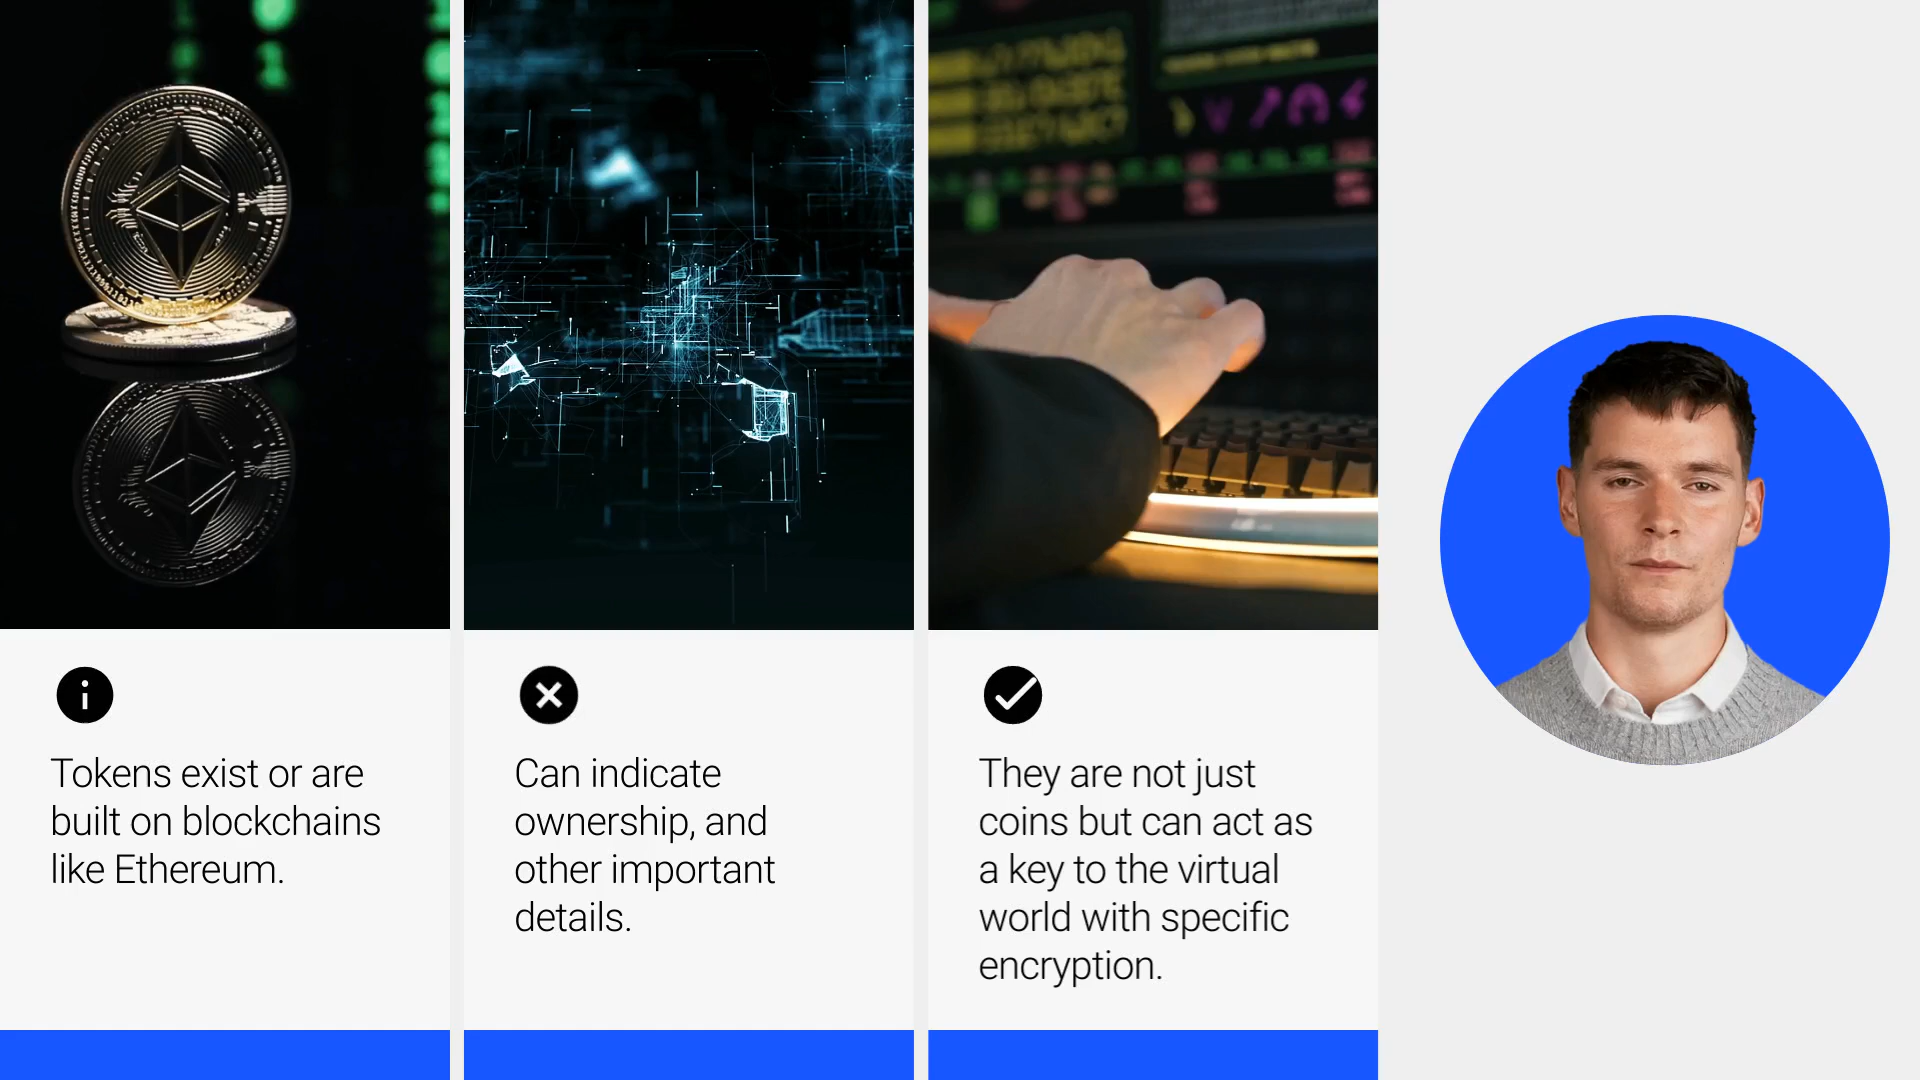 Tokens exist or are
built on blockchains
like Ethereum.
Can indicate
ownership, and
other important
details.
They are not just
coins but can act as
a key to the virtual
world with specific
encryption.